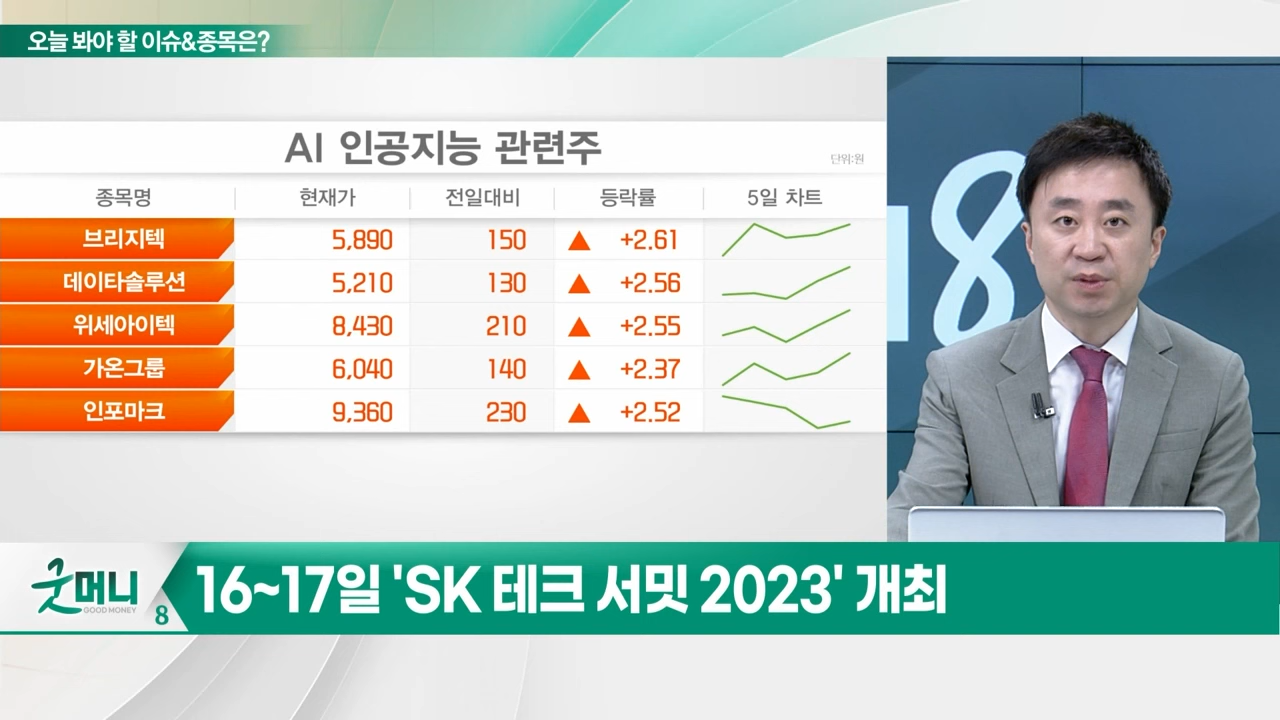 오늘 봐야 할 이슈&종목은?
AI 인공지능 관련주
단위:원
종목명 현재가 전일대비 등락률 5일 차트
브리지텍 5,890 150 ▲ +2.61
데이타솔루션 5,210 130 ▲ +2.56
위세아이텍 8,430 210 ▲ +2.55
가온그룹 6,040 140 ▲ +2.37
인포마크 9,360 230 ▲ +2.52
8
굿머니
GOOD MONEY
8
16~17일 'SK 테크 서밋 2023' 개최